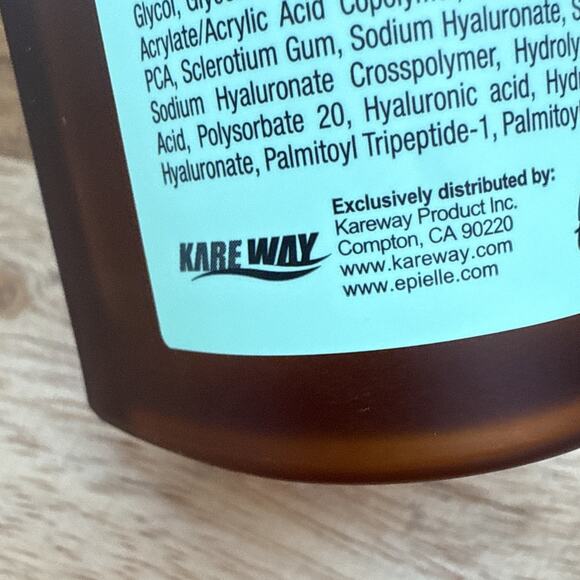 Glycol,
Acrylate/Acrylic Acid
PCA, Sclerotium Gum, Sodium Hyaluronate,
Sodium Hyaluronate Crosspolymer,
Acid, Polysorbate 20, Hyaluronic acid,
Hyaluronate, Palmitoyl Tripeptide-1,
Exclusively distributed by:
Kareway Product Inc.
Compton, CA 90220
www.kareway.com
www.epielle.com
KAREWAY